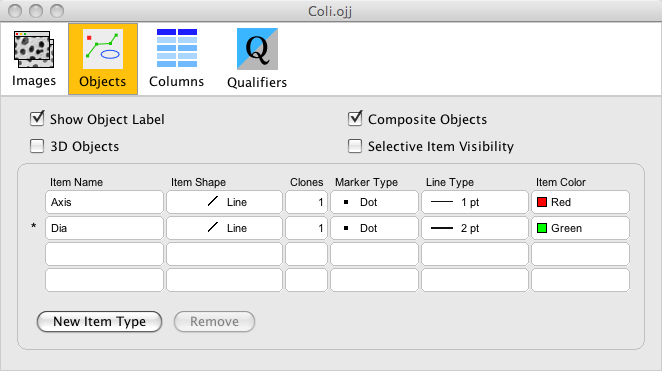 Coli.ojj
Images Objects Columns Qualifiers
Show Object Label Composite Objects
3D Objects Selective Item Visibility
Item Name Item Shape Clones Marker Type Line Type Item Color
Axis Line 1 Dot 1 pt Red
* Dia Line 1 Dot 2 pt Green
New Item Type Remove